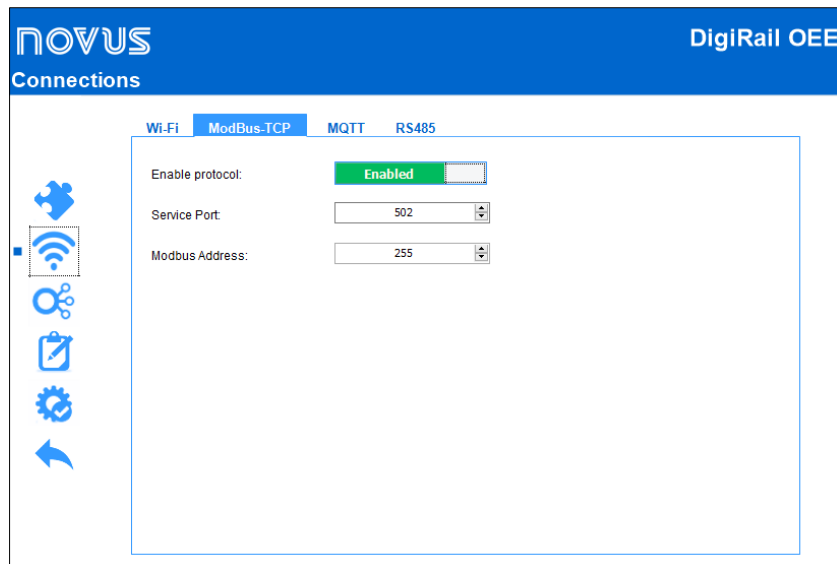 NOVUS
DigiRail OEE
Connections
Wi-Fi ModBus-TCP MQTT RS485
Enable protocol: Enabled
Service Port: 502
Modbus Address: 255